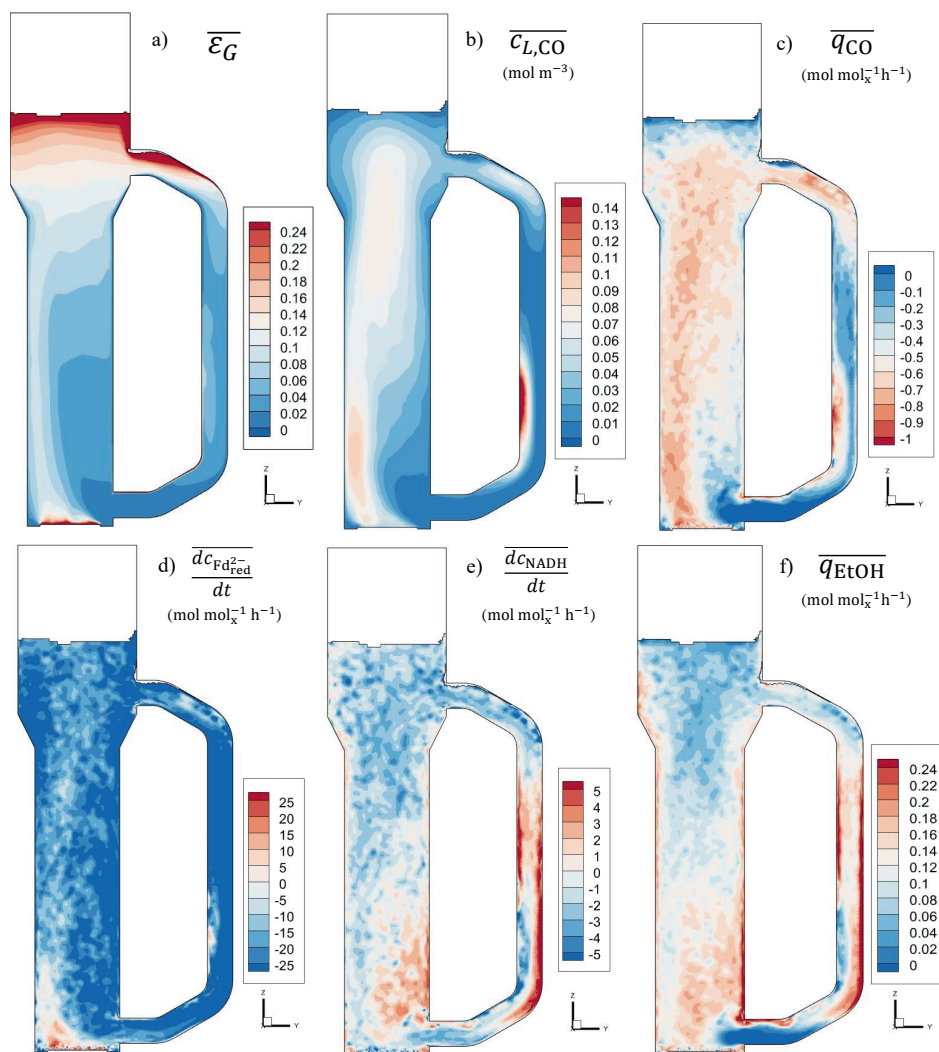 a) ε_G
b) c_L,CO
(mol m⁻³)
c) q_CO
(mol mol_x⁻¹h⁻¹)
0.24
0.22
0.2
0.18
0.16
0.14
0.12
0.1
0.08
0.06
0.04
0.02
0
Z
Y
0.14
0.13
0.12
0.11
0.1
0.09
0.08
0.07
0.06
0.05
0.04
0.03
0.02
0.01
0
Z
Y
0
-0.1
-0.2
-0.3
-0.4
-0.5
-0.6
-0.7
-0.8
-0.9
-1
Z
Y
d) dc_Fd²⁻_red
dt
(mol mol_x⁻¹ h⁻¹)
e) dc_NADH
dt
(mol mol_x⁻¹ h⁻¹)
f) q_EtOH
(mol mol_x⁻¹h⁻¹)
25
20
15
10
5
0
-5
-10
-15
-20
-25
Z
Y
5
4
3
2
1
0
-1
-2
-3
-4
-5
Z
Y
0.24
0.22
0.2
0.18
0.16
0.14
0.12
0.1
0.08
0.06
0.04
0.02
0
Z
Y